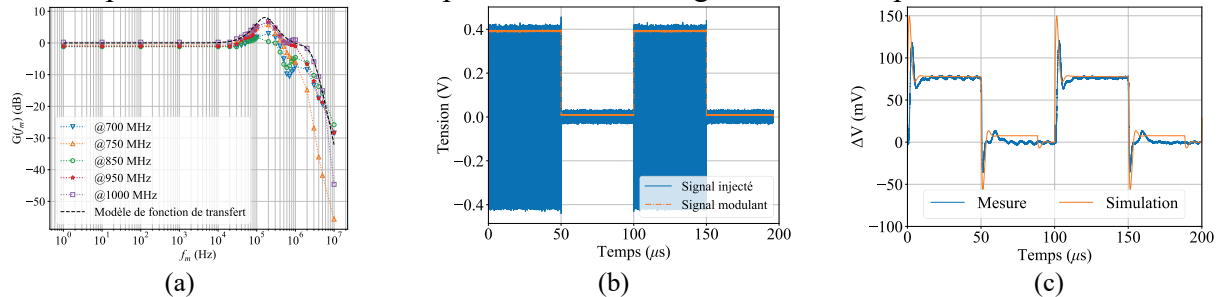 0
−10
−20
−30
−40
−50
G(fₘ) (dB)
@700 MHz
@750 MHz
@850 MHz
@950 MHz
@1000 MHz
Modèle de fonction de transfert
10⁰ 10¹ 10² 10³ 10⁴ 10⁵ 10⁶ 10⁷
fₘ (Hz)
(a)
0.4
0.2
0.0
−0.2
−0.4
Tension (V)
Signal injecté
Signal modulant
0 50 100 150 200
Temps (μs)
(b)
150
100
50
0
−50
−100
ΔV (mV)
Mesure
Simulation
0 50 100 150 200
Temps (μs)
(c)